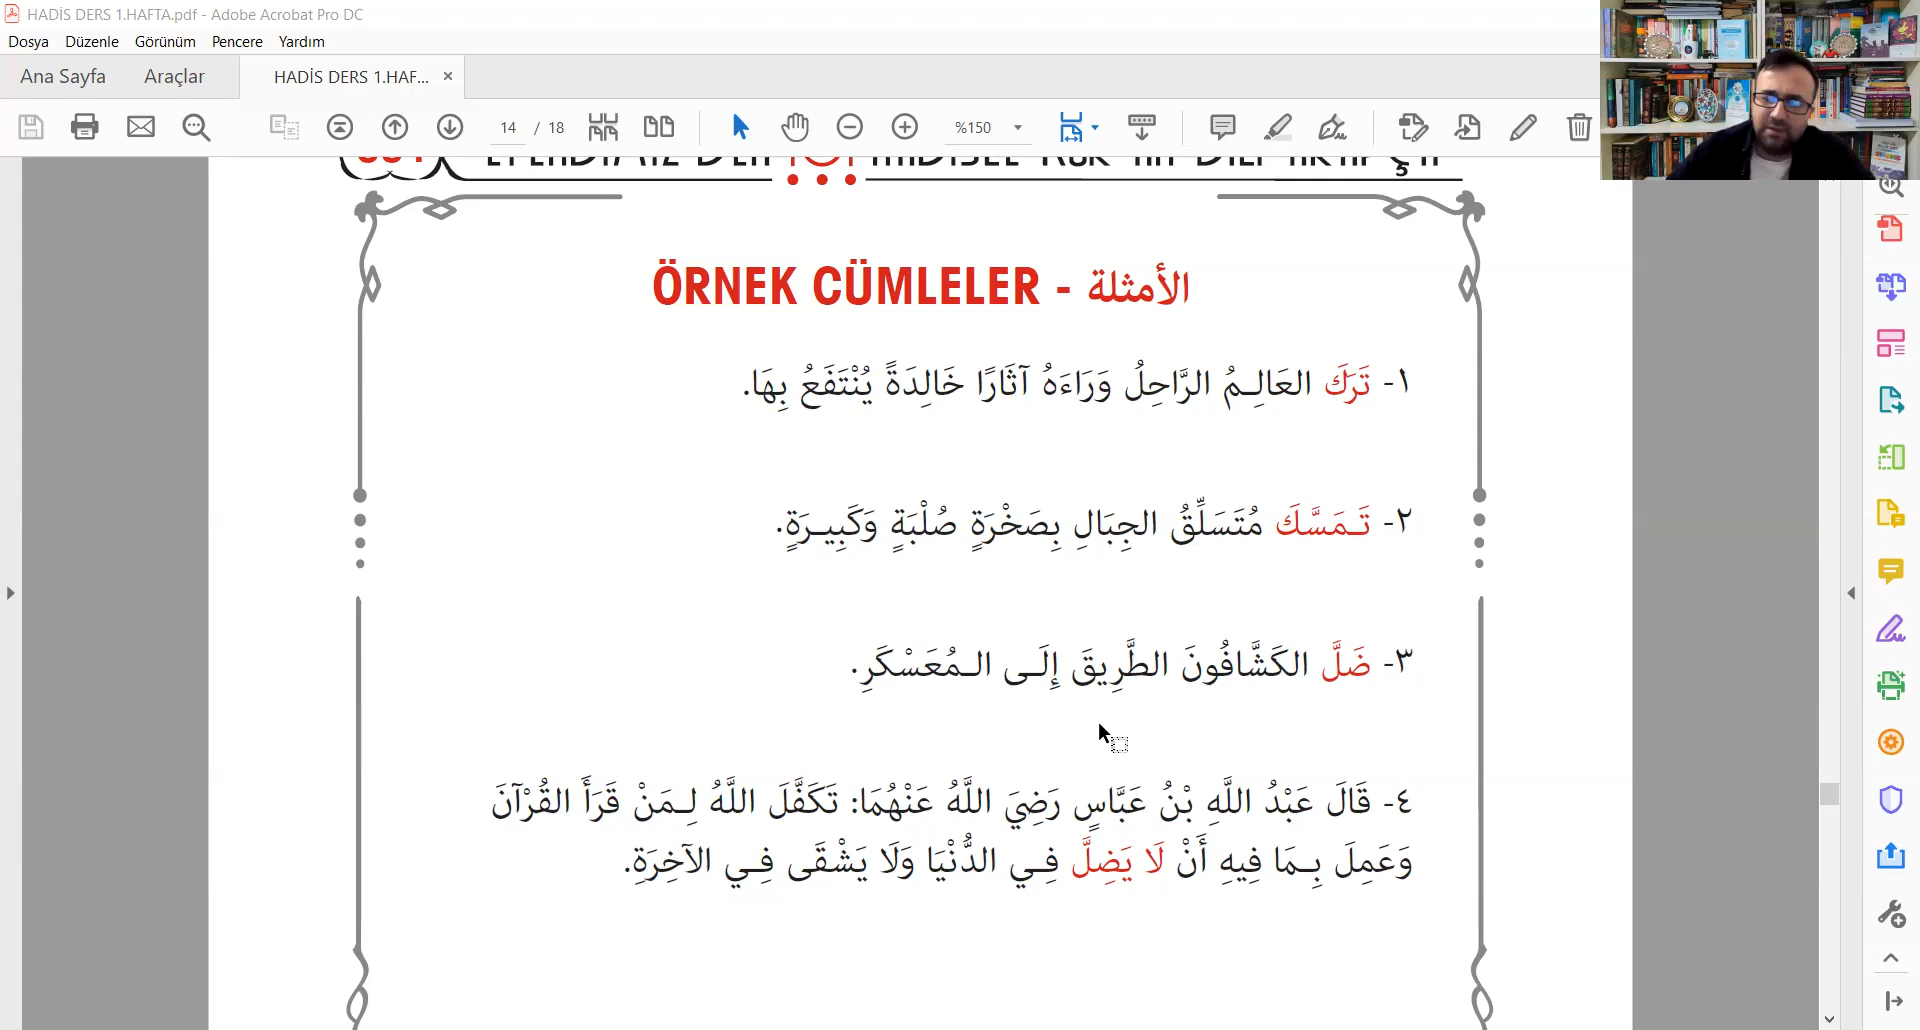 HADİS DERS 1.HAFTA.pdf - Adobe Acrobat Pro DC
Dosya Düzenle Görünüm Pencere Yardım
Ana Sayfa Araçlar HADİS DERS 1.HAF... ×
14 / 18 %150
ÖRNEK CÜMLELER - الأمثلة
١- تَرَكَ العَالِـمُ الرَّاحِلُ وَرَاءَهُ آثَارًا خَالِدَةً يُنْتَفَعُ بِهَا.
٢- تَـمَسَّكَ مُتَسَلِّقُ الجِبَالِ بِصَخْرَةٍ صُلْبَةٍ وَكَبِيـرَةٍ.
٣- ضَلَّ الكَشَّافُونَ الطَّرِيقَ إِلَـى الـمُعَسْكَرِ.
٤- قَالَ عَبْدُ اللَّهِ بْنُ عَبَّاسٍ رَضِيَ اللَّهُ عَنْهُمَا: تَكَفَّلَ اللَّهُ لِـمَنْ قَرَأَ القُرْآنَ
وَعَمِلَ بِـمَا فِيهِ أَنْ لَا يَضِلَّ فِـي الدُّنْيَا وَلَا يَشْقَى فِـي الآخِرَةِ.